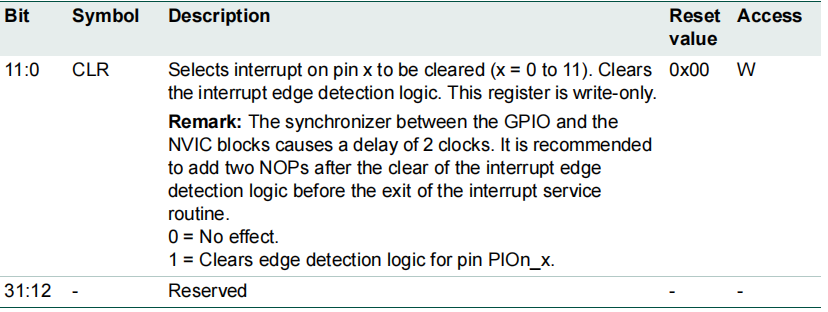 Bit Symbol Description Reset value Access
11:0 CLR Selects interrupt on pin x to be cleared (x = 0 to 11). Clears 0x00 W
the interrupt edge detection logic. This register is write-only.
Remark: The synchronizer between the GPIO and the
NVIC blocks causes a delay of 2 clocks. It is recommended
to add two NOPs after the clear of the interrupt edge
detection logic before the exit of the interrupt service
routine.
0 = No effect.
1 = Clears edge detection logic for pin PIOn_x.
31:12 - Reserved - -